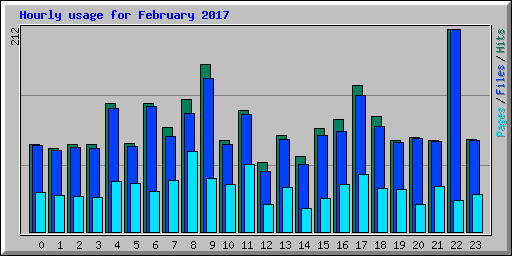 Hourly usage for February 2017
212
Pages / Files / Hits
0 1 2 3 4 5 6 7 8 9 10 11 12 13 14 15 16 17 18 19 20 21 22 23